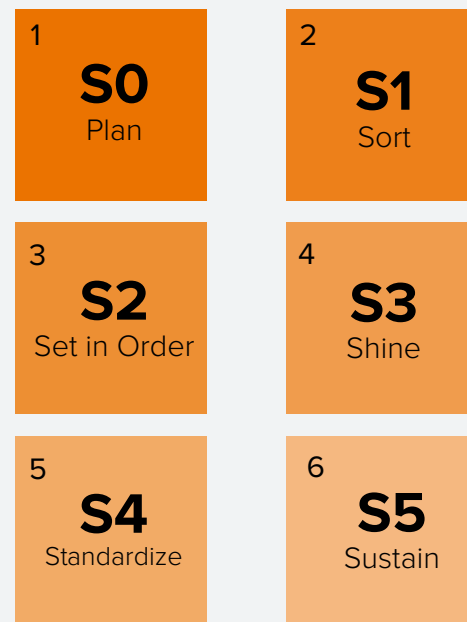 1
S0
Plan
2
S1
Sort
3
S2
Set in Order
4
S3
Shine
5
S4
Standardize
6
S5
Sustain